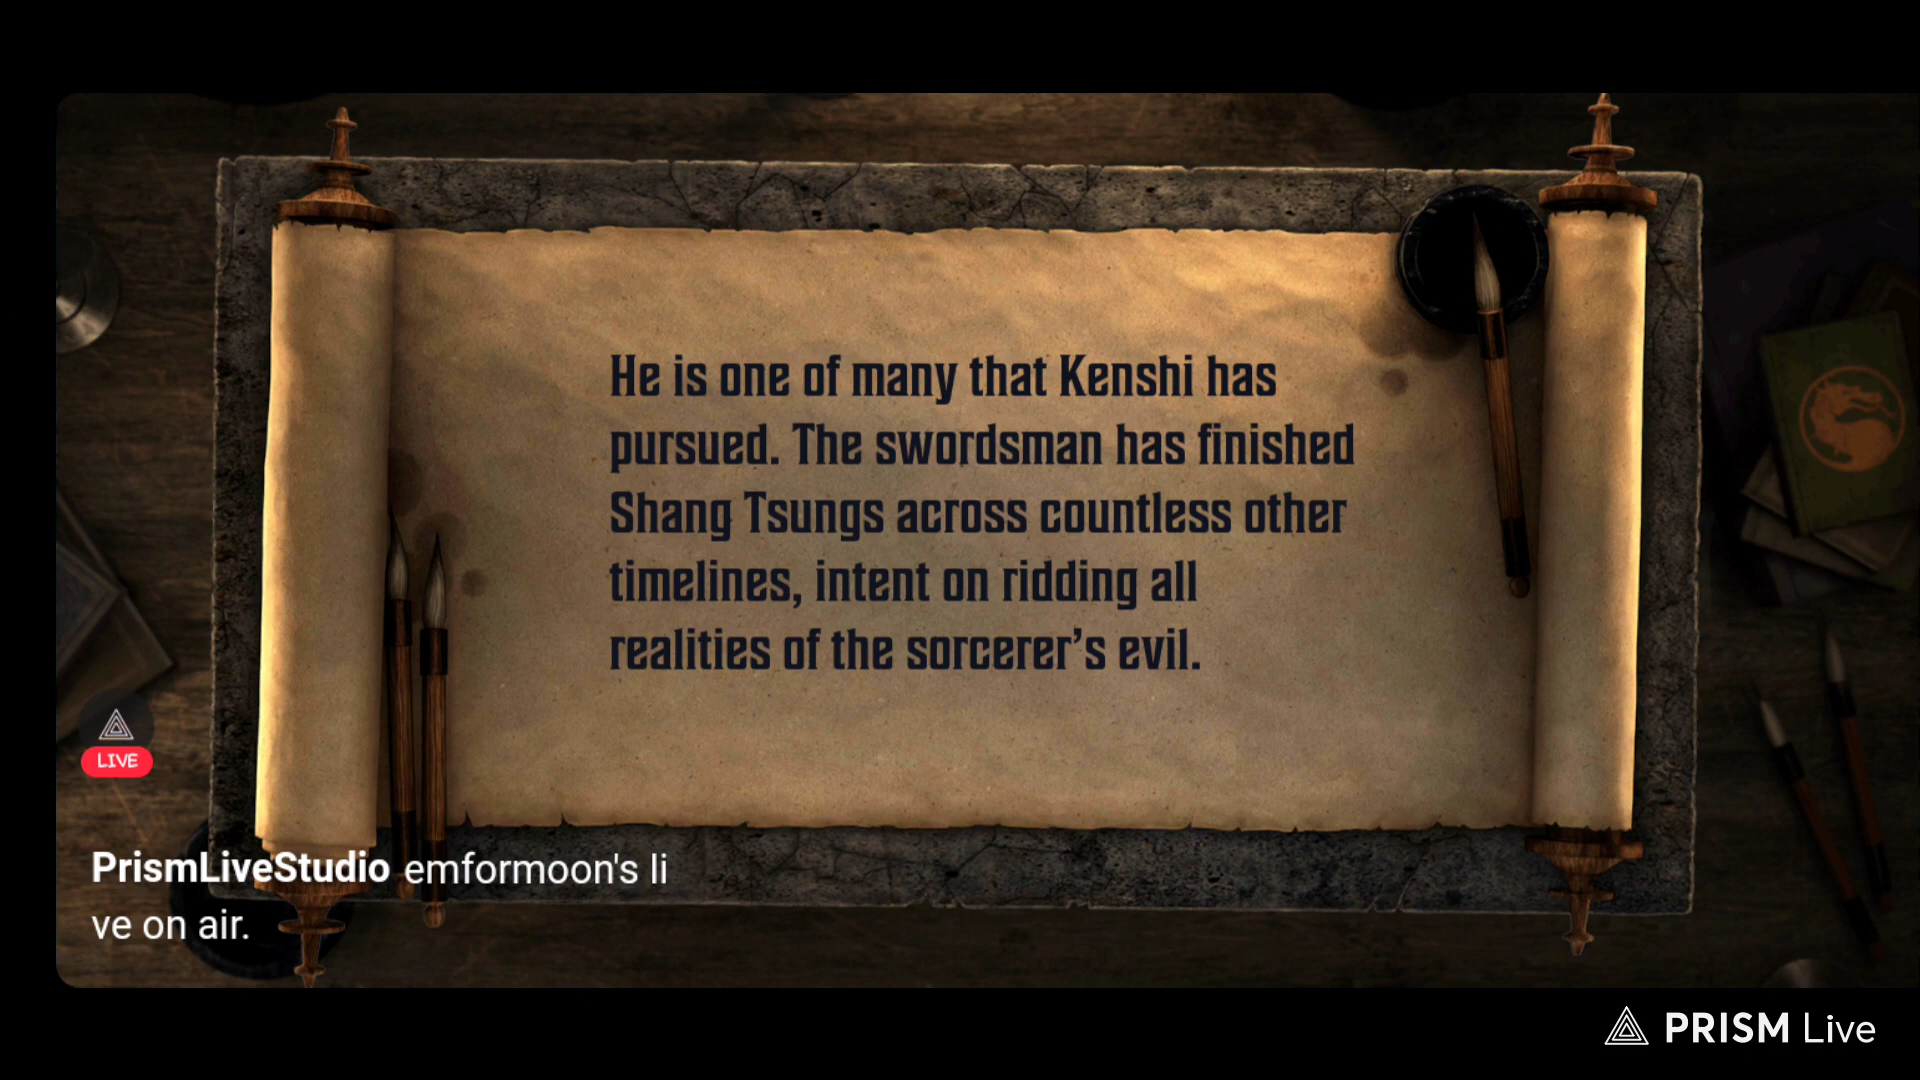 He is one of many that Kenshi has
pursued. The swordsman has finished
Shang Tsungs across countless other
timelines, intent on ridding all
realities of the sorcerer’s evil.
LIVE
PrismLiveStudio emformoon's li
ve on air.
PRISM Live